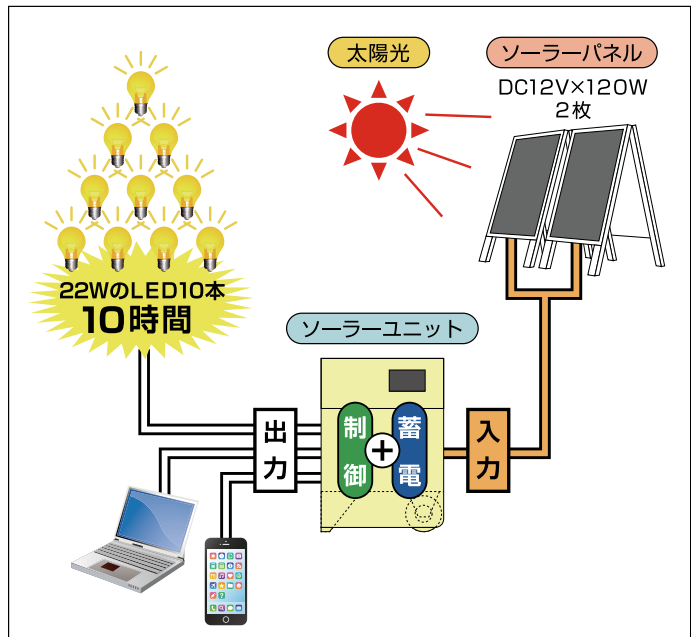 太陽光
ソーラーパネル
DC12V×120W
2枚
22WのLED10本
10時間
ソーラーユニット
出力
制御
+
蓄電
入力